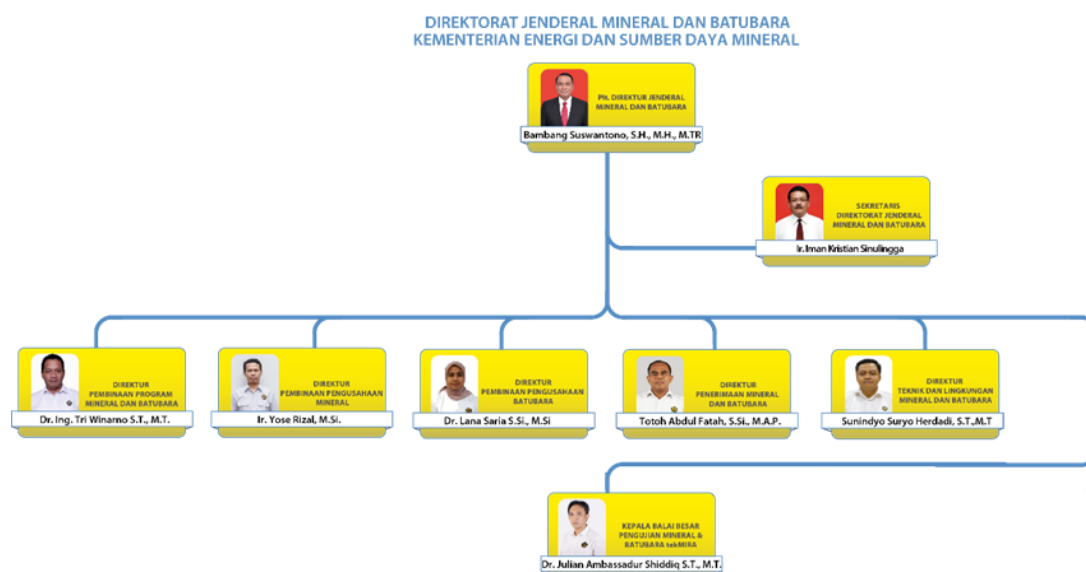 DIREKTORAT JENDERAL MINERAL DAN BATUBARA
KEMENTERIAN ENERGI DAN SUMBER DAYA MINERAL
Plt. DIREKTUR JENDERAL
MINERAL DAN BATUBARA
Bambang Suswantono, S.H., M.H., M.TR
SEKRETARIS
DIREKTORAT JENDERAL
MINERAL DAN BATUBARA
Ir. Iman Kristian Sinulingga
DIREKTUR
PEMBINAAN PROGRAM
MINERAL DAN BATUBARA
Dr. Ing. Tri Winarno S.T., M.T.
DIREKTUR
PEMBINAAN PENGUSAHAAN
MINERAL
Ir. Yose Rizal, M.Si.
DIREKTUR
PEMBINAAN PENGUSAHAAN
BATUBARA
Dr. Lana Saria S.Si., M.Si
DIREKTUR
PENERIMAAN MINERAL
DAN BATUBARA
Totoh Abdul Fatah, S.Si., M.A.P.
DIREKTUR
TEKNIK DAN LINGKUNGAN
MINERAL DAN BATUBARA
Sunindyo Suryo Herdadi, S.T.,M.T
KEPALA BALAI BESAR
PENGUJIAN MINERAL &
BATUBARA tekMIRA
Dr. Julian Ambassadur Shiddiq S.T., M.T.